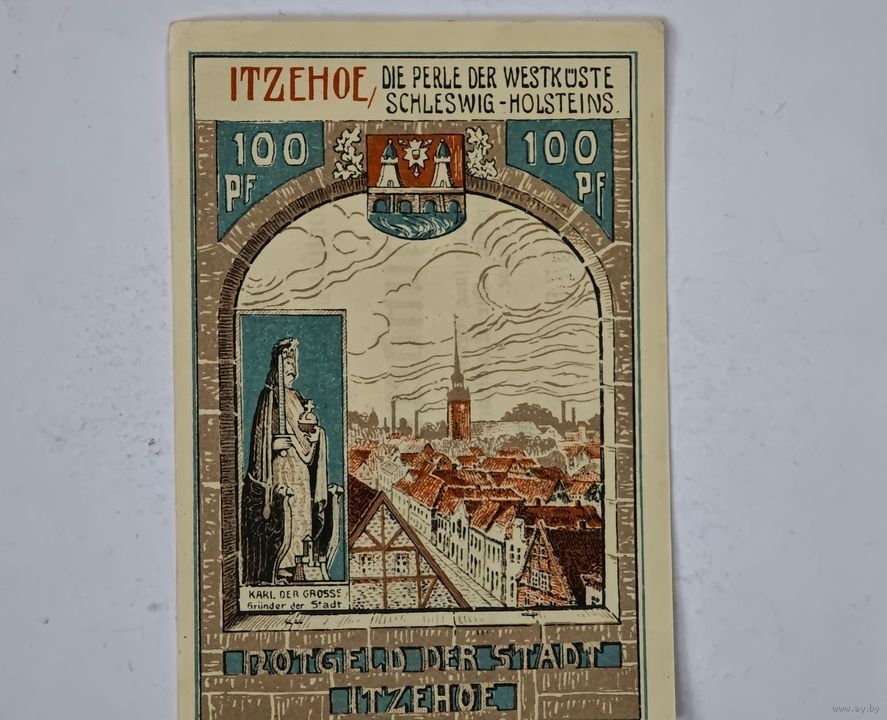 ITZEHOE, DIE PERLE DER WESTKÜSTE
SCHLESWIG-HOLSTEINS.
100 100
PF PF
KARL DER GROSSE
Gründer der Stadt
NOTGELD DER STADT
ITZEHOE
www.ay.by